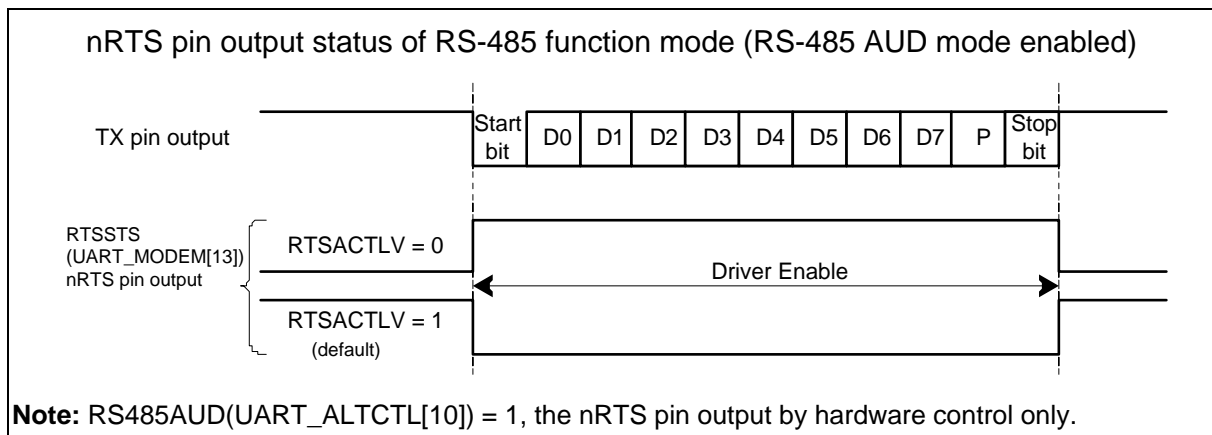 nRTS pin output status of RS-485 function mode (RS-485 AUD mode enabled)
TX pin output
Start bit
D0
D1
D2
D3
D4
D5
D6
D7
P
Stop bit
RTSSTS
(UART_MODEM[13])
nRTS pin output
RTSACTLV = 0
Driver Enable
RTSACTLV = 1
(default)
Note: RS485AUD(UART_ALTCTL[10]) = 1, the nRTS pin output by hardware control only.